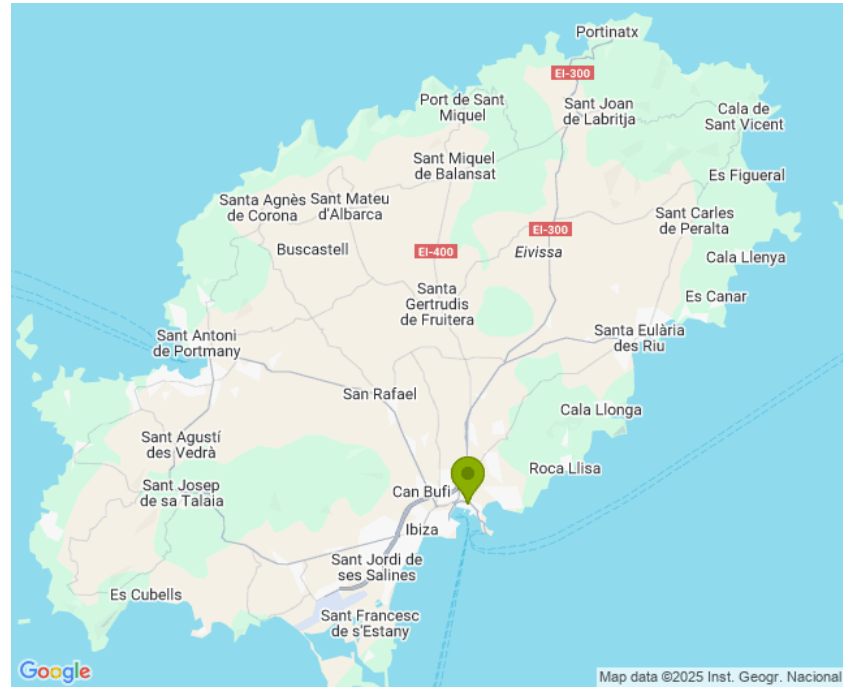 Portinatx
EI-300
Port de Sant
Miquel
Sant Joan
de Labritja
Cala de
Sant Vicent
Sant Miquel
de Balansat
Es Figueral
Santa Agnès
de Corona
Sant Mateu
d'Albarca
Sant Carles
de Peralta
EI-300
Buscastell
EI-400
Eivissa
Cala Llenya
Santa
Gertrudis
de Fruitera
Es Canar
Sant Antoni
de Portmany
Santa Eulària
des Riu
San Rafael
Cala Llonga
Sant Agustí
des Vedrà
Roca Llisa
Sant Josep
de sa Talaia
Can Bufí
Ibiza
Sant Jordi de
ses Salines
Es Cubells
Sant Francesc
de s'Estany
Google
Map data ©2025 Inst. Geogr. Nacional